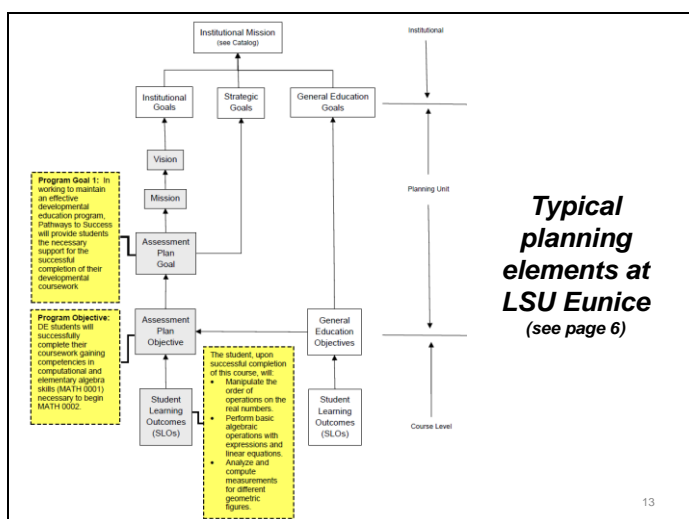 Institutional Mission
(see Catalog)
Institutional
Institutional
Goals
Strategic
Goals
General Education
Goals
Vision
Mission
Planning Unit
Program Goal 1: In
working to maintain
an effective
developmental
education program,
Pathways to Success
will provide students
the necessary
support for the
successful
completion of their
developmental
coursework
Assessment
Plan
Goal
Typical
planning
elements at
LSU Eunice
(see page 6)
Program Objective:
DE students will
successfully
complete their
coursework gaining
competencies in
computational and
elementary algebra
skills (MATH 0001)
necessary to begin
MATH 0002.
Assessment
Plan
Objective
General
Education
Objectives
The student, upon
successful completion
of this course, will:
• Manipulate the
order of
operations on the
real numbers.
• Perform basic
algebraic
operations with
expressions and
linear equations.
• Analyze and
compute
measurements
for different
geometric
figures.
Student
Learning
Outcomes
(SLOs)
Student
Learning
Outcomes
(SLOs)
Course Level
13